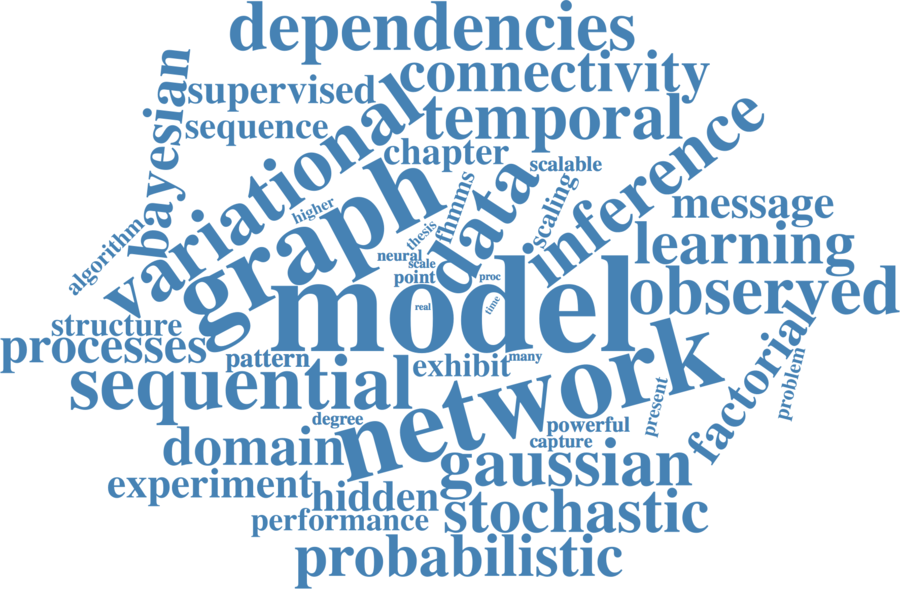 dependencies
connectivity
bayesian
supervised
variational
temporal
inference
sequence
chapter
scalable
graph
data
fhmms
scaling
higher
message
algorithm
thesis
learning
neural
scale
point
proc
model
observed
real
time
structure
processes
pattern
exhibit
many
factorial
problem
sequential
network
present
degree
powerful
capture
domain
gaussian
experiment
hidden
stochastic
performance
probabilistic